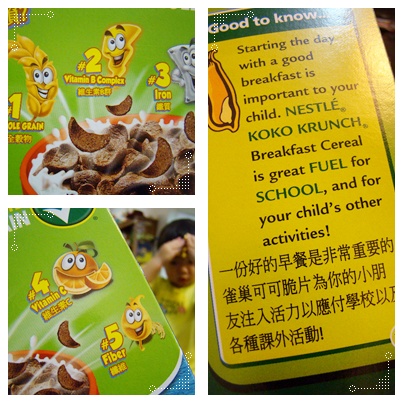 #2
Vitamin B Complex
維生素B群
#3
Iron
鐵質
#1
OLE GRAIN
全穀物
#4
Vitamin C
維生素C
#5
Fiber
纖維
Good to know...
Starting the day
with a good
breakfast is
important to your
child. NESTLÉ®
KOKO KRUNCH®
Breakfast Cereal
is great FUEL for
SCHOOL, and for
your child's other
activities!
一份好的早餐是非常重要的
雀巢可可脆片為你的小朋
友注入活力以應付學校以及
各種課外活動!